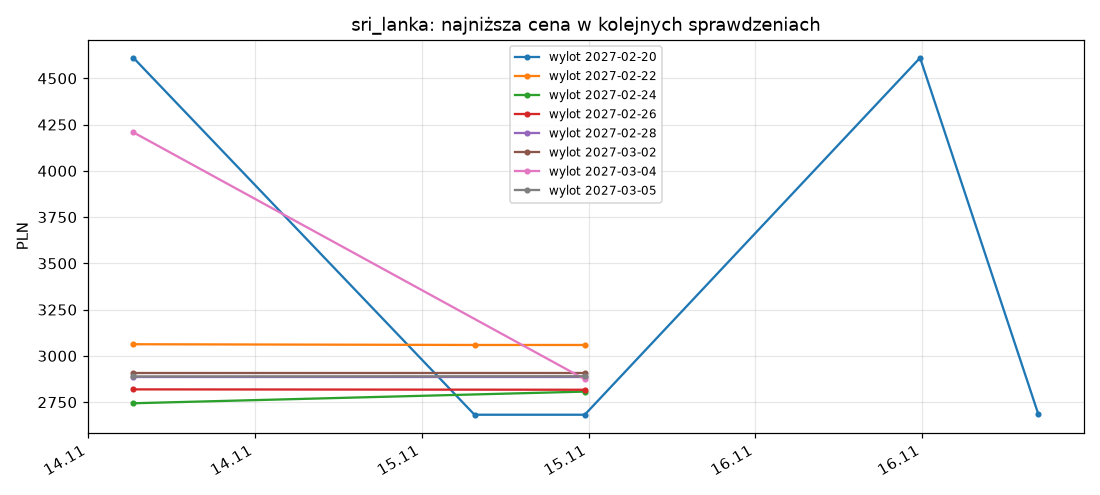 sri_lanka: najniższa cena w kolejnych sprawdzeniach
PLN
4500
4250
4000
3750
3500
3250
3000
2750
wylot 2027-02-20
wylot 2027-02-22
wylot 2027-02-24
wylot 2027-02-26
wylot 2027-02-28
wylot 2027-03-02
wylot 2027-03-04
wylot 2027-03-05
14.11
14.11
15.11
15.11
16.11
16.11